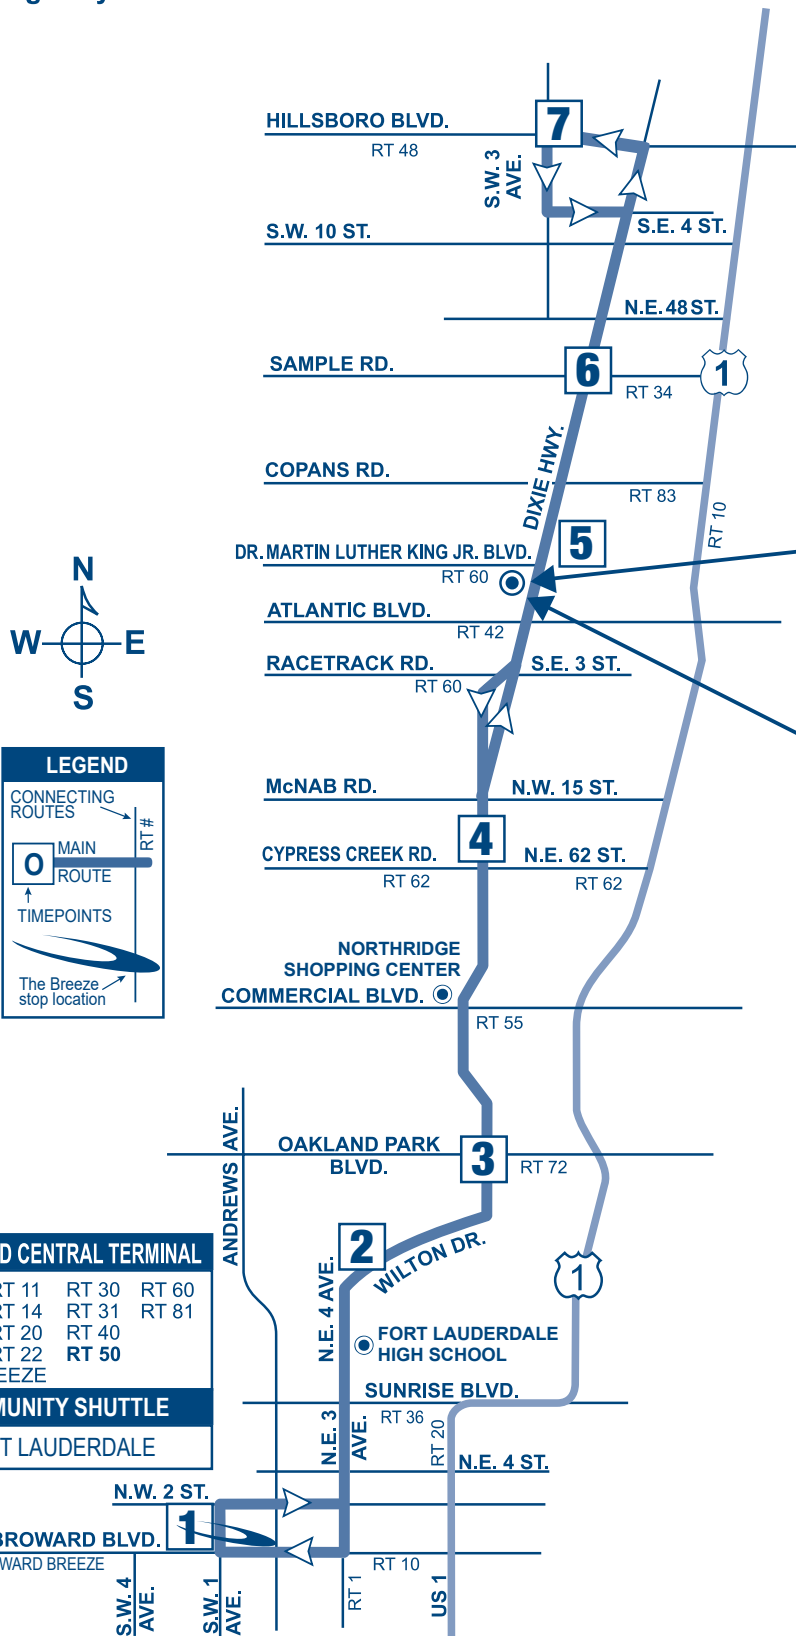 HILLSBORO BLVD.
7
RT 48
S.W. 3
AVE.
S.E. 4 ST.
S.W. 10 ST.
N.E. 48 ST.
SAMPLE RD.
6
1
RT 34
DIXIE HWY.
COPANS RD.
RT 83
RT 10
5
DR. MARTIN LUTHER KING JR. BLVD.
RT 60
ATLANTIC BLVD.
RT 42
RACETRACK RD.
S.E. 3 ST.
RT 60
N
W
E
S
LEGEND
CONNECTING
ROUTES
RT #
MAIN
O
ROUTE
TIMEPOINTS
The Breeze
stop location
McNAB RD.
N.W. 15 ST.
4
CYPRESS CREEK RD.
N.E. 62 ST.
RT 62
RT 62
NORTHRIDGE
SHOPPING CENTER
COMMERCIAL BLVD.
RT 55
ANDREWS AVE.
OAKLAND PARK
BLVD.
3
RT 72
2
WILTON DR.
N.E. 4 AVE.
1
D CENTRAL TERMINAL
RT 11 RT 30 RT 60
RT 14 RT 31 RT 81
RT 20 RT 40
RT 22 RT 50
EEZE
MUNITY SHUTTLE
T LAUDERDALE
FORT LAUDERDALE
HIGH SCHOOL
SUNRISE BLVD.
RT 36
RT 20
N.E. 3
AVE.
N.E. 4 ST.
N.W. 2 ST.
1
BROWARD BLVD.
WARD BREEZE
RT 10
S.W. 4
AVE.
S.W. 1
AVE.
RT 1
US 1